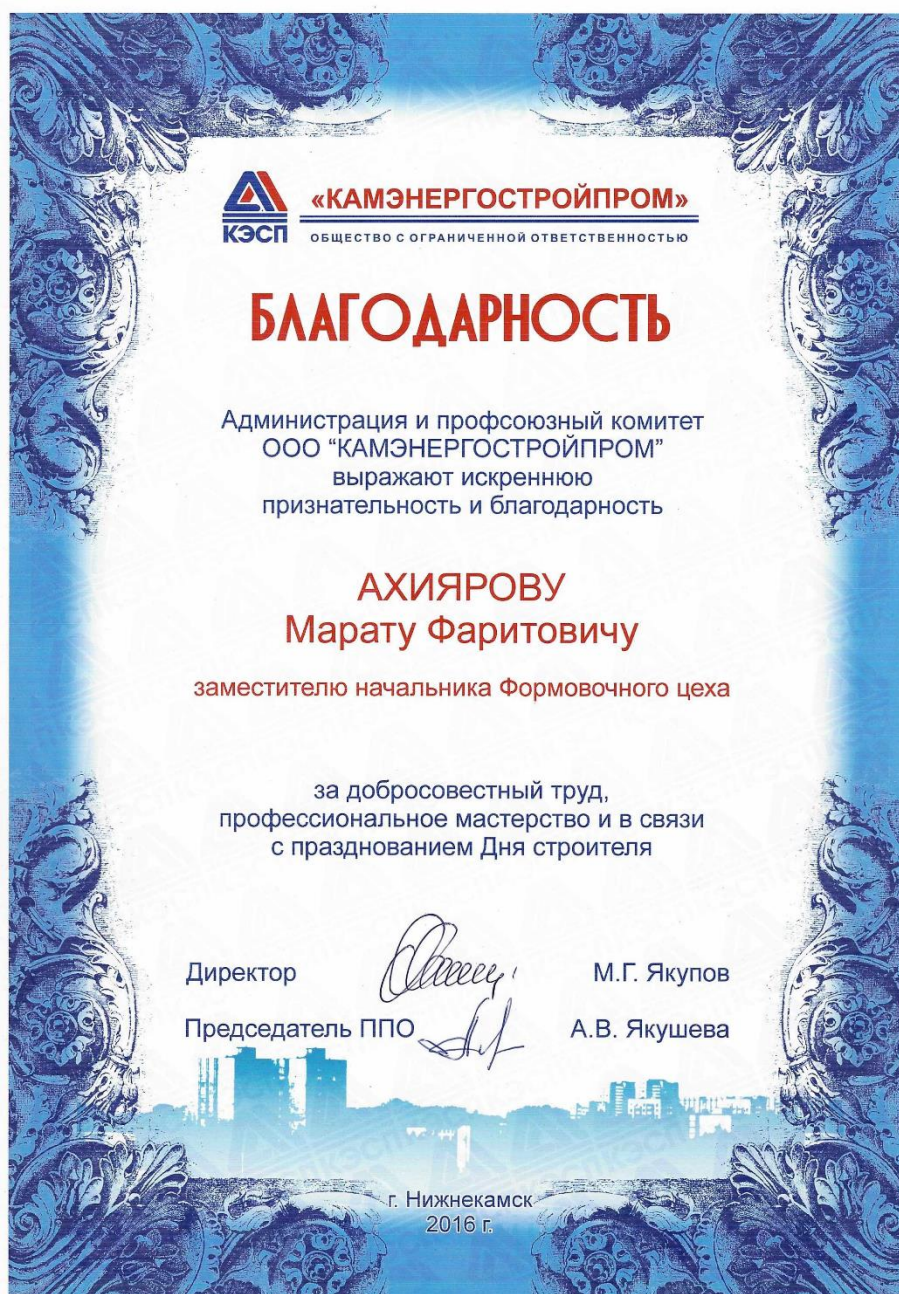 «КАМЭНЕРГОСТРОЙПРОМ»
КЭСП
ОБЩЕСТВО С ОГРАНИЧЕННОЙ ОТВЕТСТВЕННОСТЬЮ
БЛАГОДАРНОСТЬ
Администрация и профсоюзный комитет
ООО “КАМЭНЕРГОСТРОЙПРОМ”
выражают искреннюю
признательность и благодарность
АХИЯРОВУ
Марату Фаритовичу
заместителю начальника Формовочного цеха
за добросовестный труд,
профессиональное мастерство и в связи
с празднованием Дня строителя
Директор М.Г. Якупов
Председатель ППО А.В. Якушева
г. Нижнекамск
2016 г.